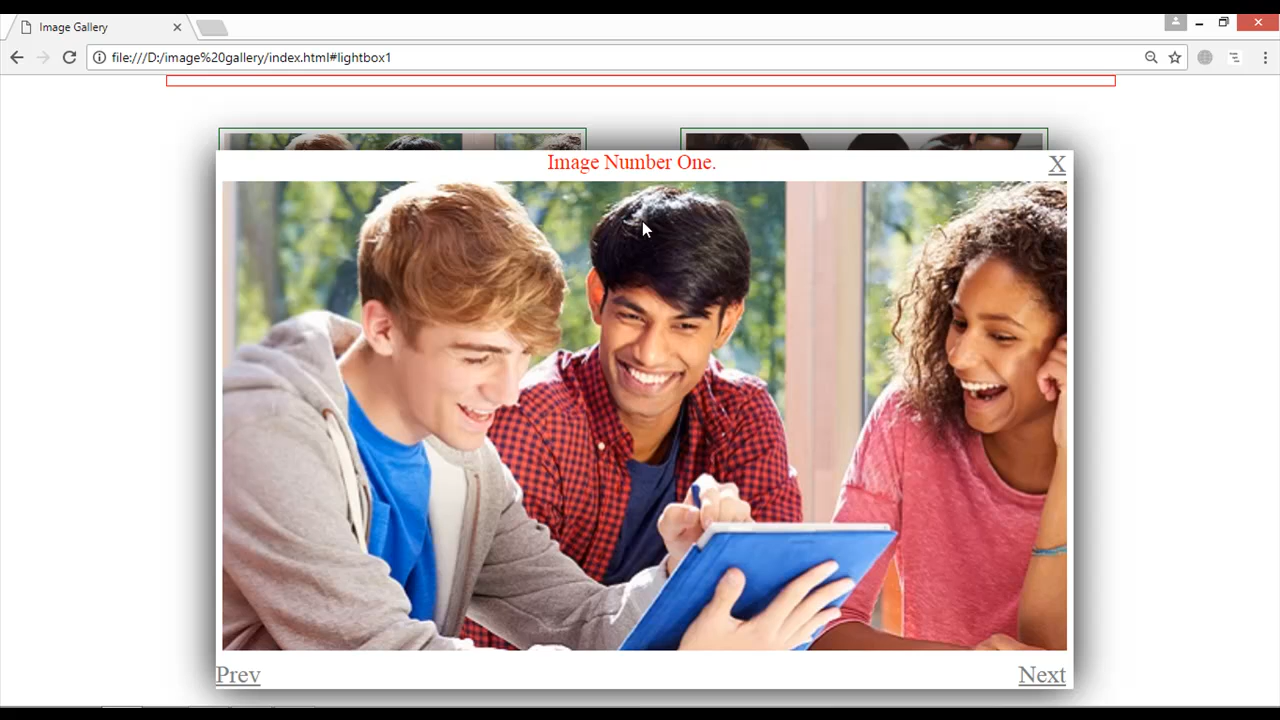 Image Gallery
file:///D:/image%20gallery/index.html#lightbox1
Image Number One.
X
Prev
Next